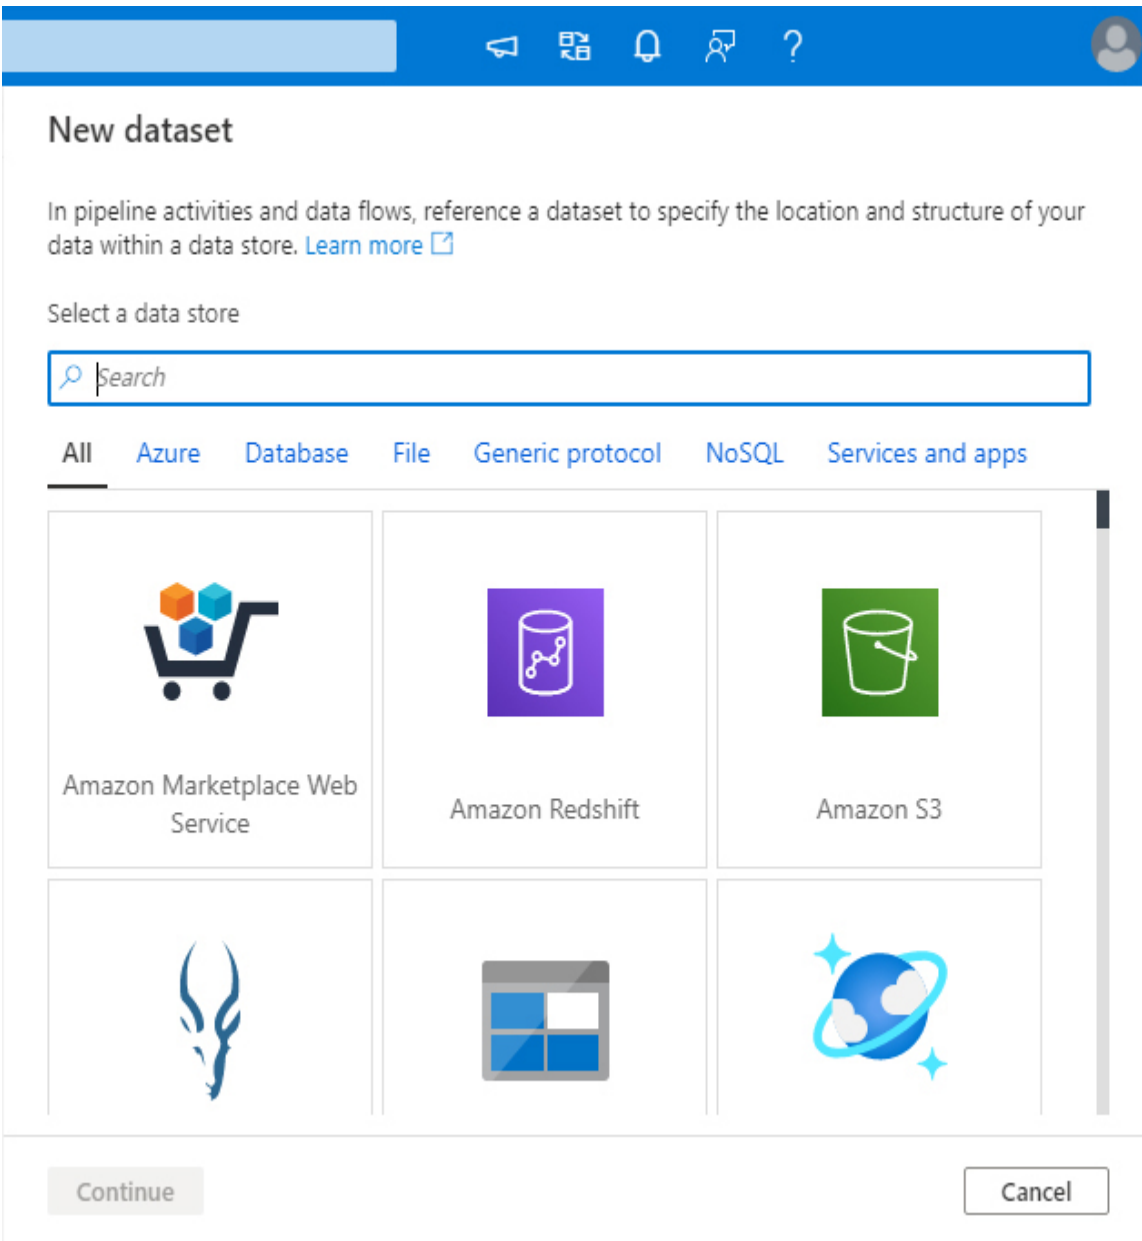 New dataset
In pipeline activities and data flows, reference a dataset to specify the location and structure of your
data within a data store. Learn more
Select a data store
Search
All Azure Database File Generic protocol NoSQL Services and apps
Amazon Marketplace Web
Service
Amazon Redshift
Amazon S3
Continue
Cancel